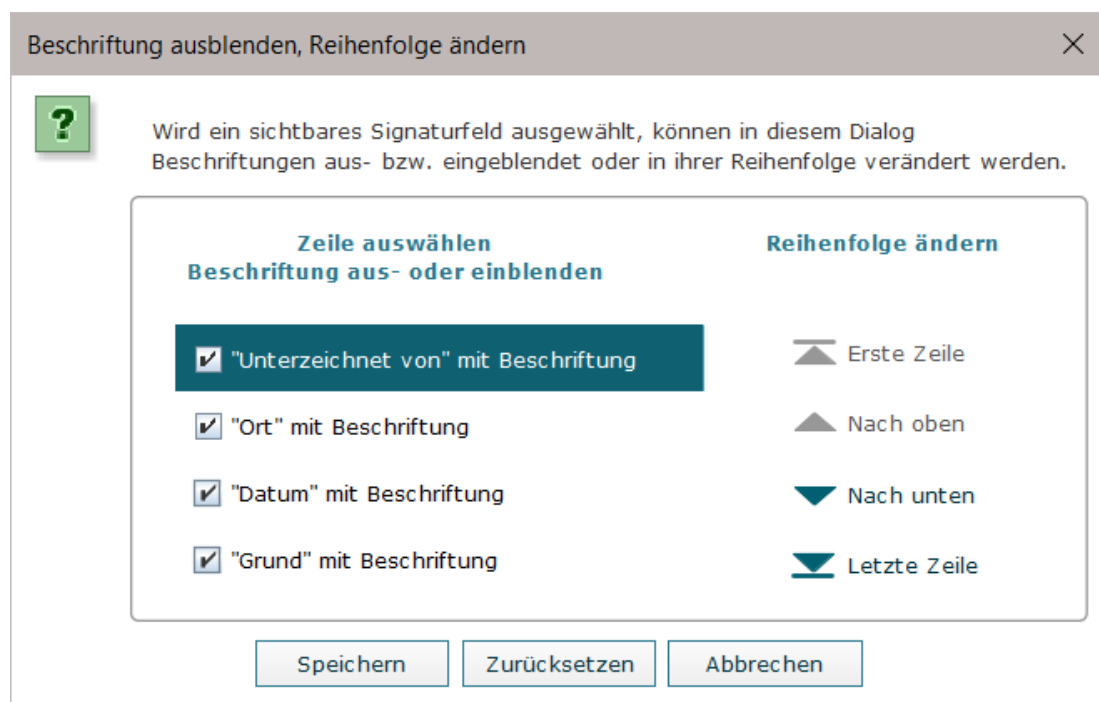 Beschriftung ausblenden, Reihenfolge ändern
?
Wird ein sichtbares Signaturfeld ausgewählt, können in diesem Dialog
Beschriftungen aus- bzw. eingeblendet oder in ihrer Reihenfolge verändert werden.
Zeile auswählen
Beschriftung aus- oder einblenden
"Unterzeichnet von" mit Beschriftung
"Ort" mit Beschriftung
"Datum" mit Beschriftung
"Grund" mit Beschriftung
Reihenfolge ändern
Erste Zeile
Nach oben
Nach unten
Letzte Zeile
Speichern
Zurücksetzen
Abbrechen